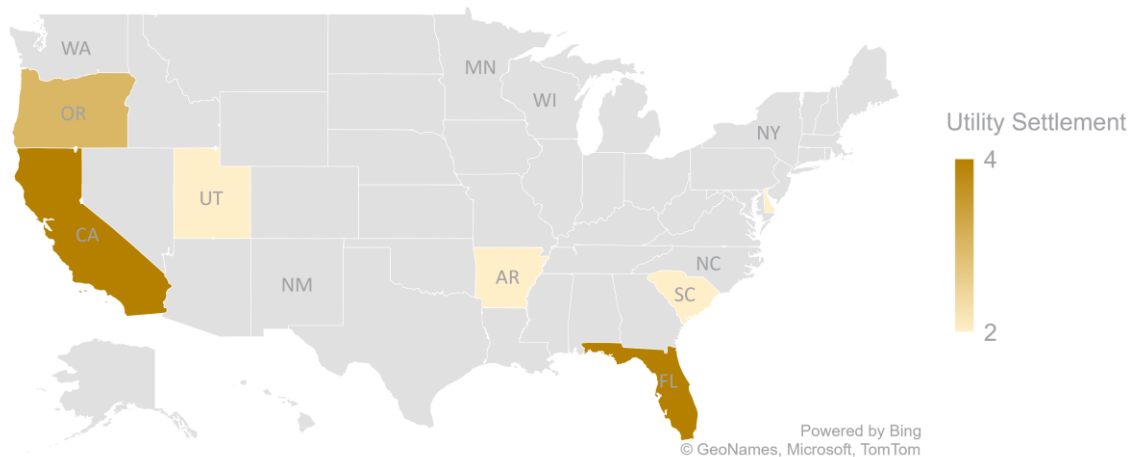 WA
MN
OR
WI
NY
Utility Settlement
4
UT
CA
NC
AR
NM
SC
2
FL
Powered by Bing
© GeoNames, Microsoft, TomTom